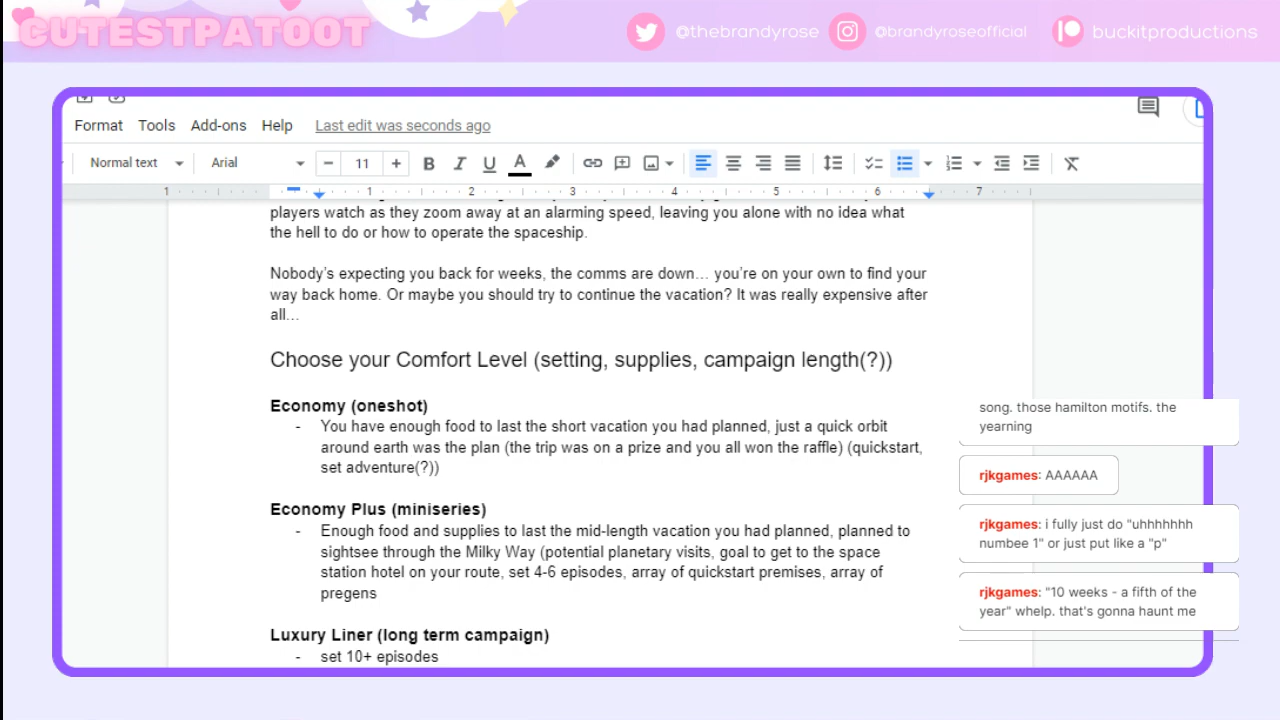 CUTESTPATOOT
@thebrandyrose
@brandyroseofficial
buckitproductions
Format Tools Add-ons Help Last edit was seconds ago
Normal text Arial 11
1 1 2 3 4 5 6 7
players watch as they zoom away at an alarming speed, leaving you alone with no idea what
the hell to do or how to operate the spaceship.
Nobody's expecting you back for weeks, the comms are down... you're on your own to find your
way back home. Or maybe you should try to continue the vacation? It was really expensive after
all...
Choose your Comfort Level (setting, supplies, campaign length(?))
Economy (oneshot)
- You have enough food to last the short vacation you had planned, just a quick orbit
around earth was the plan (the trip was on a prize and you all won the raffle) (quickstart,
set adventure(?))
Economy Plus (miniseries)
- Enough food and supplies to last the mid-length vacation you had planned, planned to
sightsee through the Milky Way (potential planetary visits, goal to get to the space
station hotel on your route, set 4-6 episodes, array of quickstart premises, array of
pregens
Luxury Liner (long term campaign)
- set 10+ episodes
song. those hamilton motifs. the
yearning
rjkgames: AAAAAA
rjkgames: i fully just do "uhhhhhhh
numbee 1" or just put like a "p"
rjkgames: "10 weeks - a fifth of the
year" whelp. that's gonna haunt me